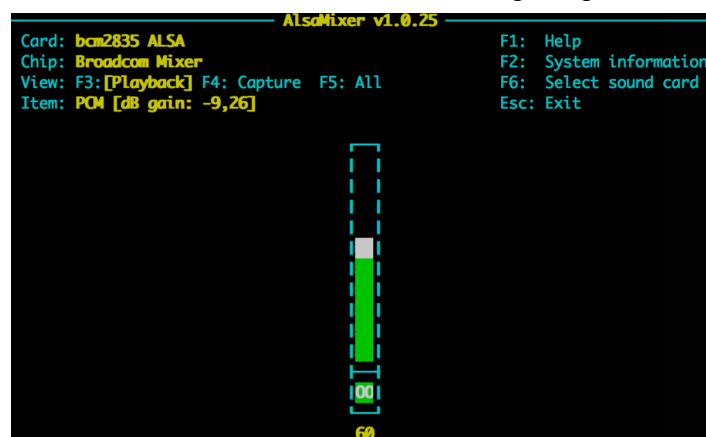 AlsaMixer v1.0.25
Card: bcm2835 ALSA F1: Help
Chip: Broadcom Mixer F2: System information
View: F3:[Playback] F4: Capture F5: All F6: Select sound card
Item: PCM [dB gain: -9,26] Esc: Exit
OO
60